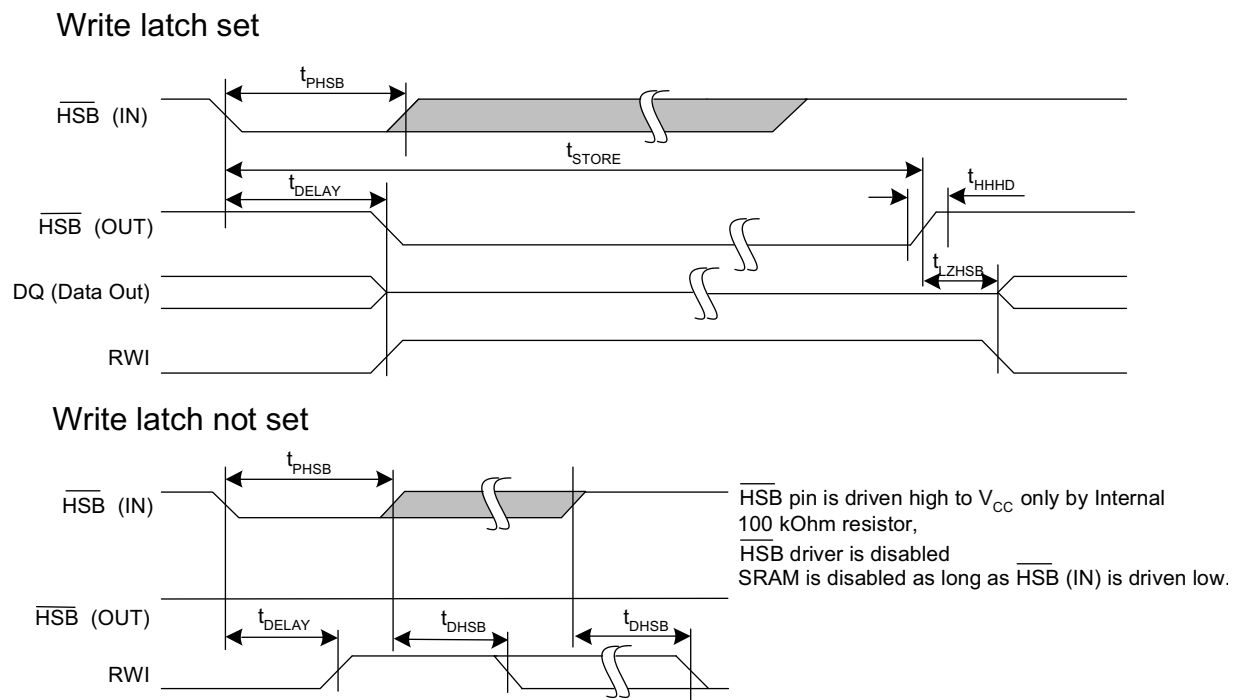 Write latch set
HSB (IN)
tPHSB
tSTORE
tDELAY
tHHHD
HSB (OUT)
tLZHSB
DQ (Data Out)
RWI
Write latch not set
HSB (IN)
tPHSB
HSB pin is driven high to VCC only by Internal
100 kOhm resistor,
HSB driver is disabled
SRAM is disabled as long as HSB (IN) is driven low.
HSB (OUT)
tDELAY
tDHSB
tDHSB
RWI